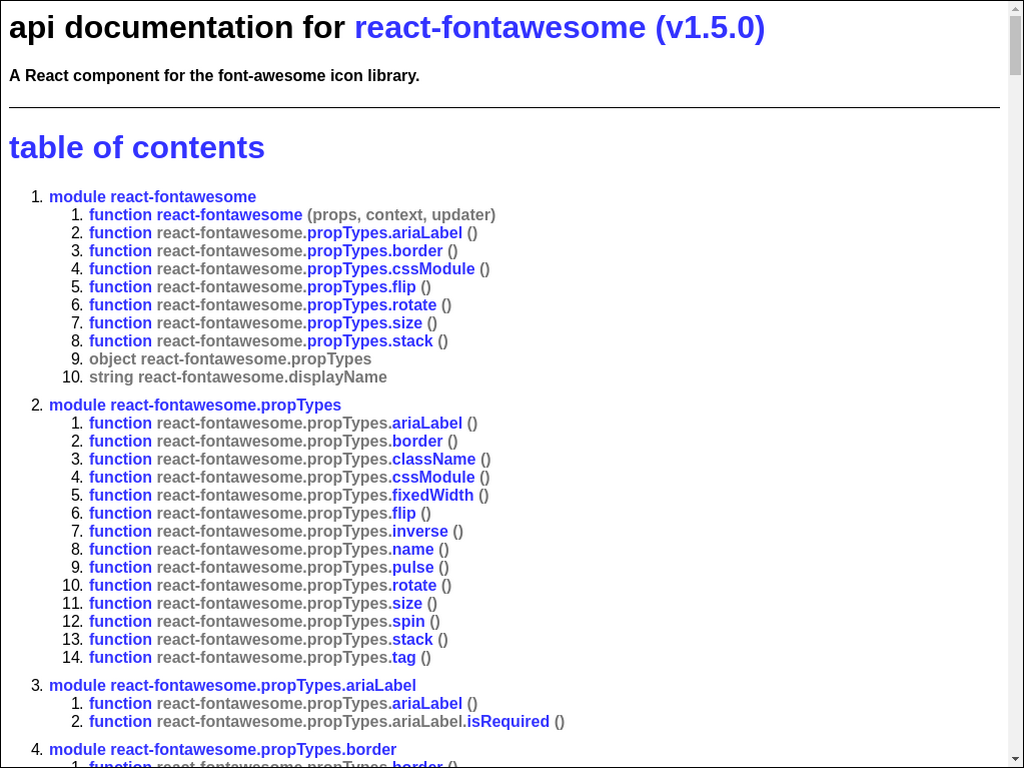 api documentation for react-fontawesome (v1.5.0)
A React component for the font-awesome icon library.
table of contents
1. module react-fontawesome
1. function react-fontawesome (props, context, updater)
2. function react-fontawesome.propTypes.ariaLabel ()
3. function react-fontawesome.propTypes.border ()
4. function react-fontawesome.propTypes.cssModule ()
5. function react-fontawesome.propTypes.flip ()
6. function react-fontawesome.propTypes.rotate ()
7. function react-fontawesome.propTypes.size ()
8. function react-fontawesome.propTypes.stack ()
9. object react-fontawesome.propTypes
10. string react-fontawesome.displayName
2. module react-fontawesome.propTypes
1. function react-fontawesome.propTypes.ariaLabel ()
2. function react-fontawesome.propTypes.border ()
3. function react-fontawesome.propTypes.className ()
4. function react-fontawesome.propTypes.cssModule ()
5. function react-fontawesome.propTypes.fixedWidth ()
6. function react-fontawesome.propTypes.flip ()
7. function react-fontawesome.propTypes.inverse ()
8. function react-fontawesome.propTypes.name ()
9. function react-fontawesome.propTypes.pulse ()
10. function react-fontawesome.propTypes.rotate ()
11. function react-fontawesome.propTypes.size ()
12. function react-fontawesome.propTypes.spin ()
13. function react-fontawesome.propTypes.stack ()
14. function react-fontawesome.propTypes.tag ()
3. module react-fontawesome.propTypes.ariaLabel
1. function react-fontawesome.propTypes.ariaLabel ()
2. function react-fontawesome.propTypes.ariaLabel.isRequired ()
4. module react-fontawesome.propTypes.border
1. function react-fontawesome.propTypes.border ()